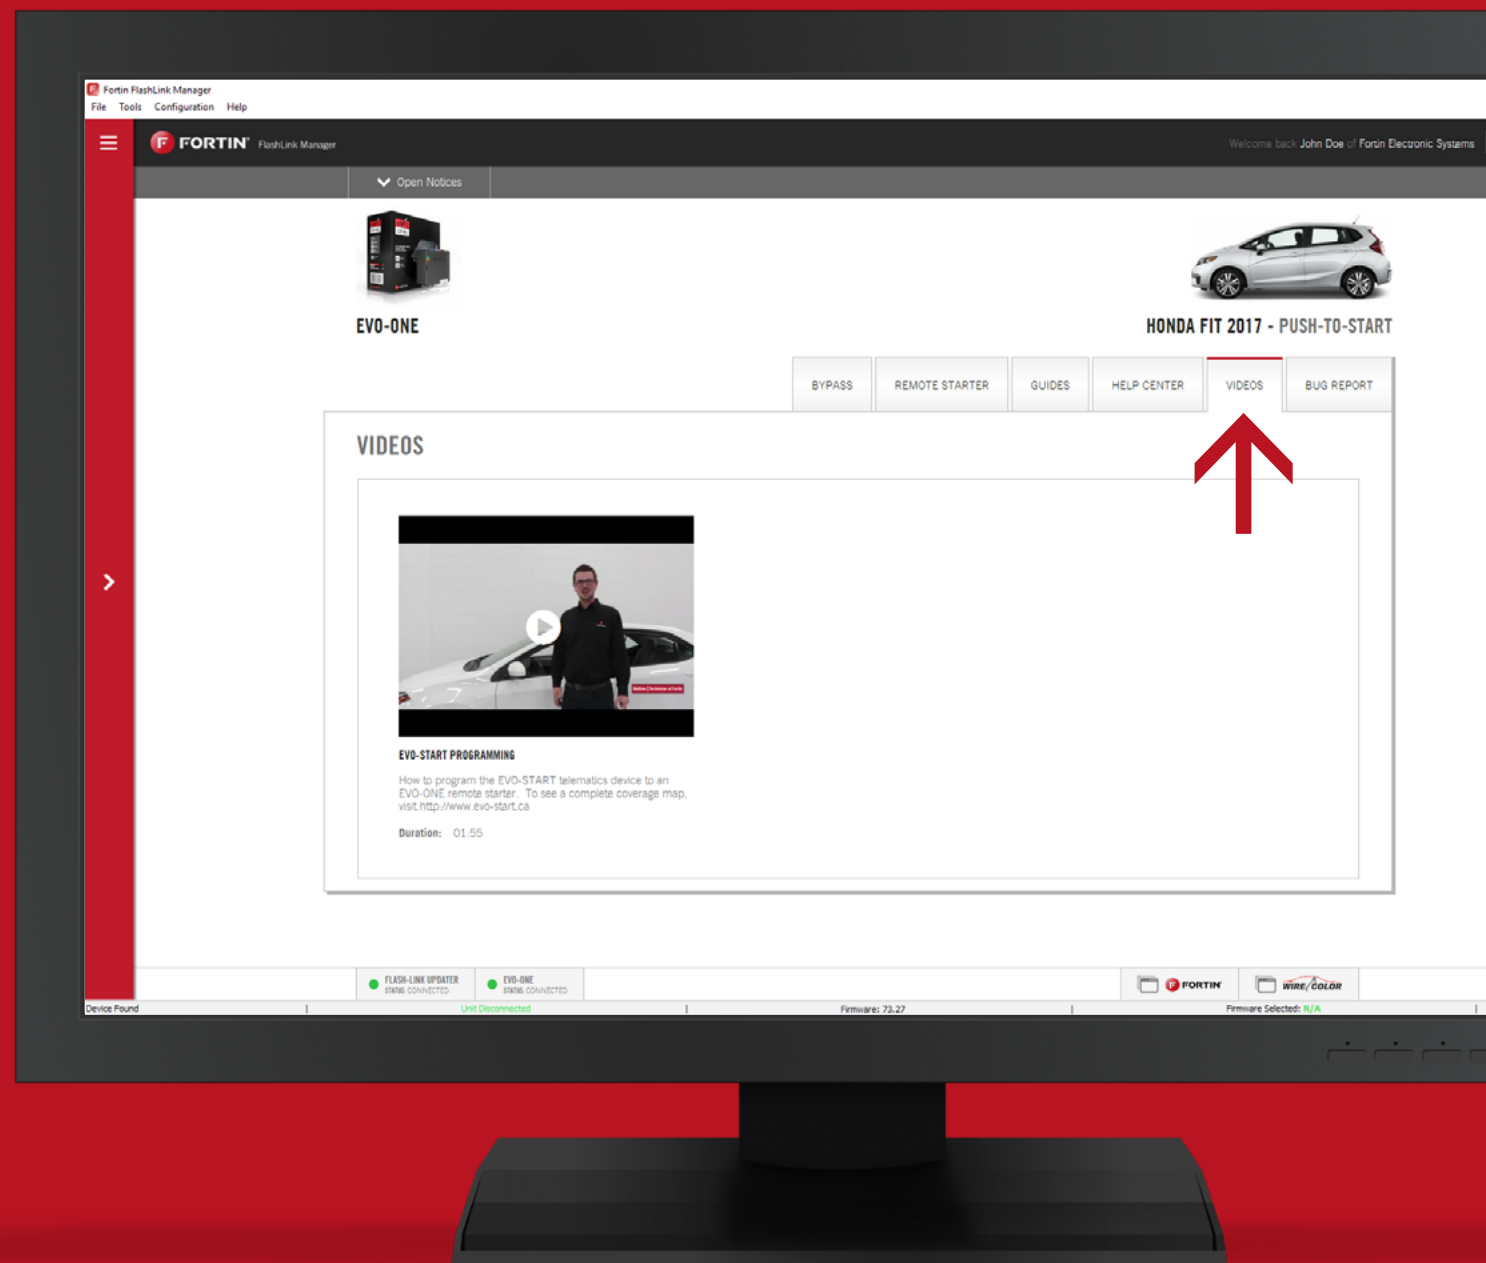 Fortin FlashLink Manager
File Tools Configuration Help
FORTIN FlashLink Manager
Welcome back John Doe of Fortin Electronic Systems
Open Notices
EVO-ONE
HONDA FIT 2017 - PUSH-TO-START
BYPASS REMOTE STARTER GUIDES HELP CENTER VIDEOS BUG REPORT
VIDEOS
EVO-START PROGRAMMING
How to program the EVO-START telematics device to an
EVO-ONE remote starter. To see a complete coverage map,
visit http://www.evo-start.ca
Duration: 01:55
FLASH-LINK UPDATER
STATUS: CONNECTED
EVO-ONE
STATUS: CONNECTED
FORTIN
WIRE/COLOR
Device Found | Unit Disconnected | Firmware: 73.27 | Firmware Selected: N/A |